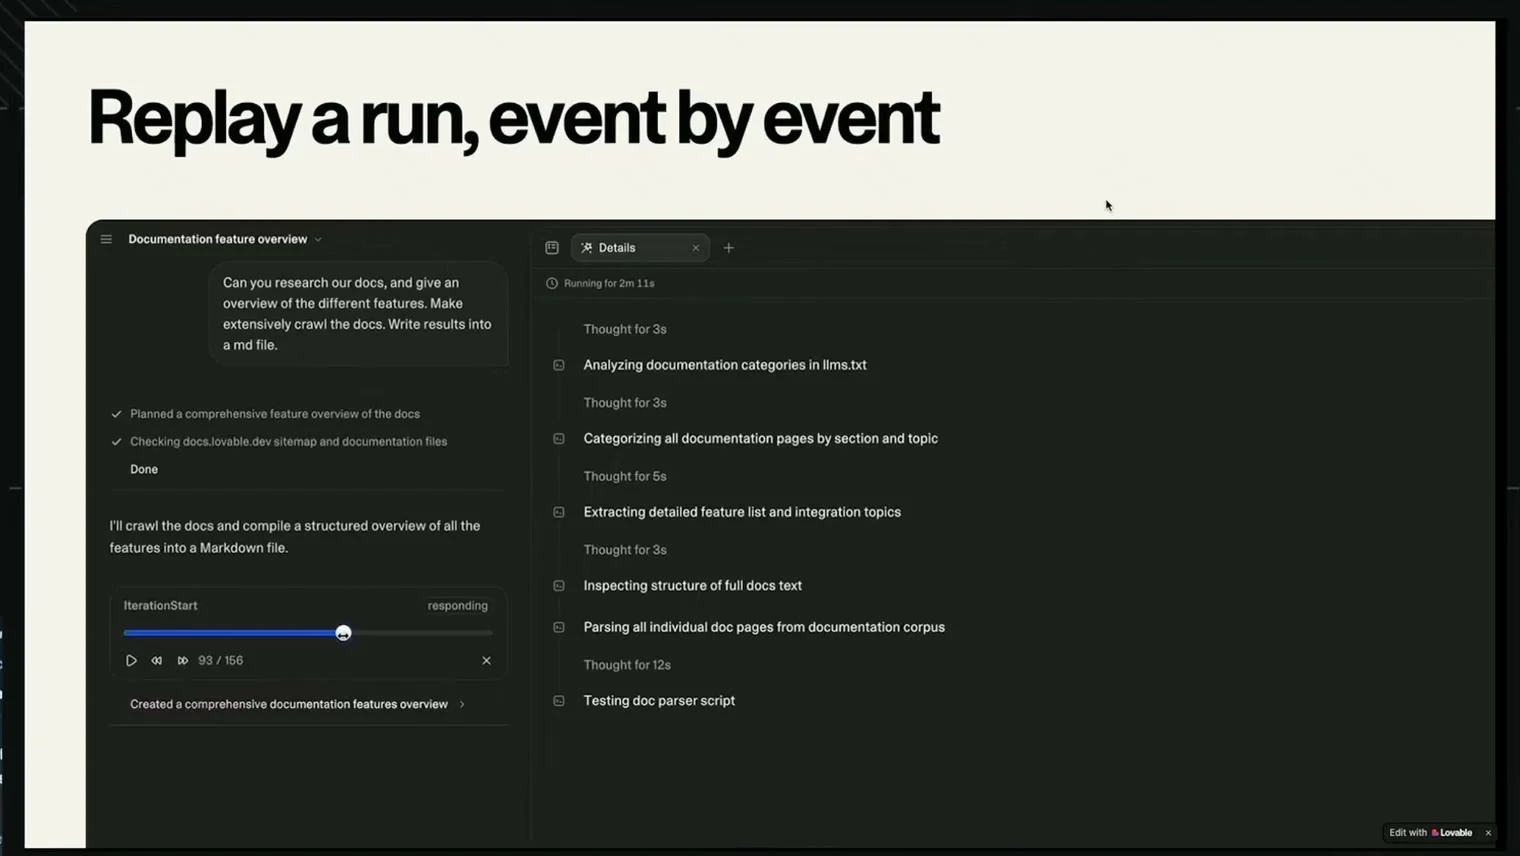 Replay a run, event by event
Documentation feature overview
Can you research our docs, and give an
overview of the different features. Make
extensively crawl the docs. Write results into
a md file.
Planned a comprehensive feature overview of the docs
Checking docs.lovable.dev sitemap and documentation files
Done
I'll crawl the docs and compile a structured overview of all the
features into a Markdown file.
IterationStart
responding
93 / 156
Created a comprehensive documentation features overview
Details
Running for 2m 11s
Thought for 3s
Analyzing documentation categories in llms.txt
Thought for 3s
Categorizing all documentation pages by section and topic
Thought for 5s
Extracting detailed feature list and integration topics
Thought for 3s
Inspecting structure of full docs text
Parsing all individual doc pages from documentation corpus
Thought for 12s
Testing doc parser script
Edit with Lovable